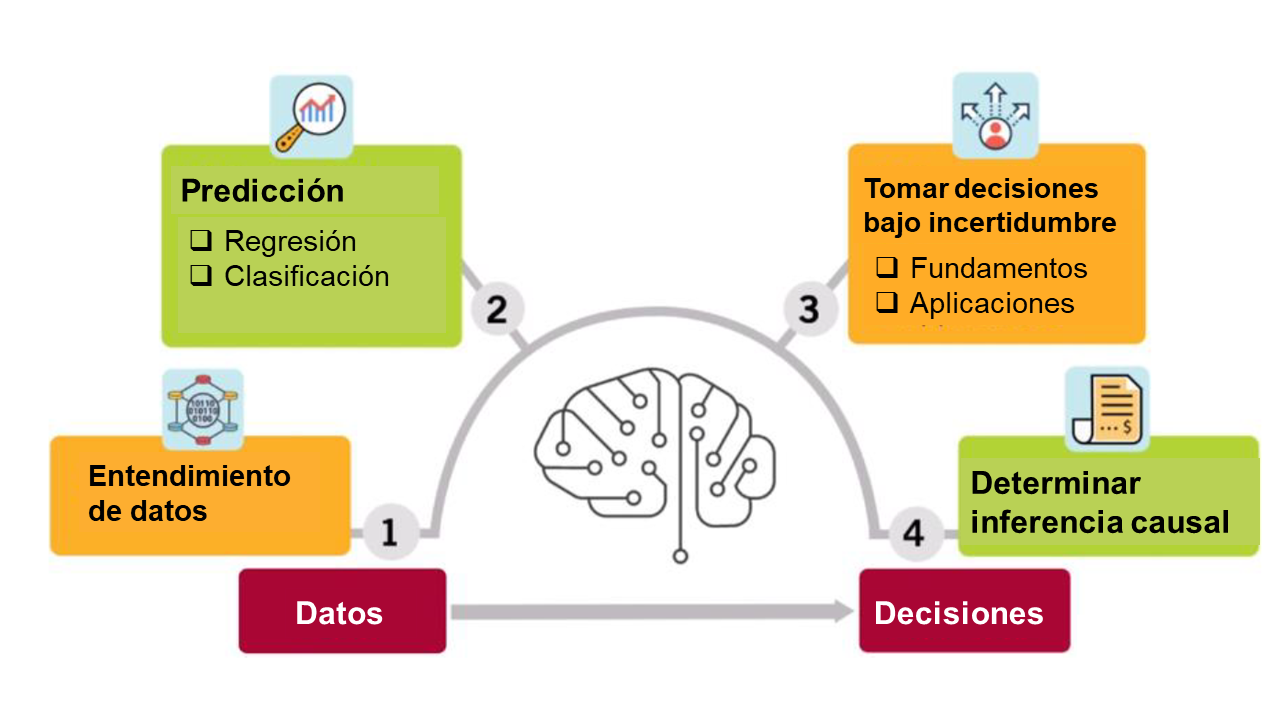 Predicción
❑ Regresión
❑ Clasificación
Tomar decisiones
bajo incertidumbre
❑ Fundamentos
❑ Aplicaciones
2
3
10110
010110
0100
Entendimiento
de datos
1
$
Determinar
inferencia causal
4
Datos
Decisiones